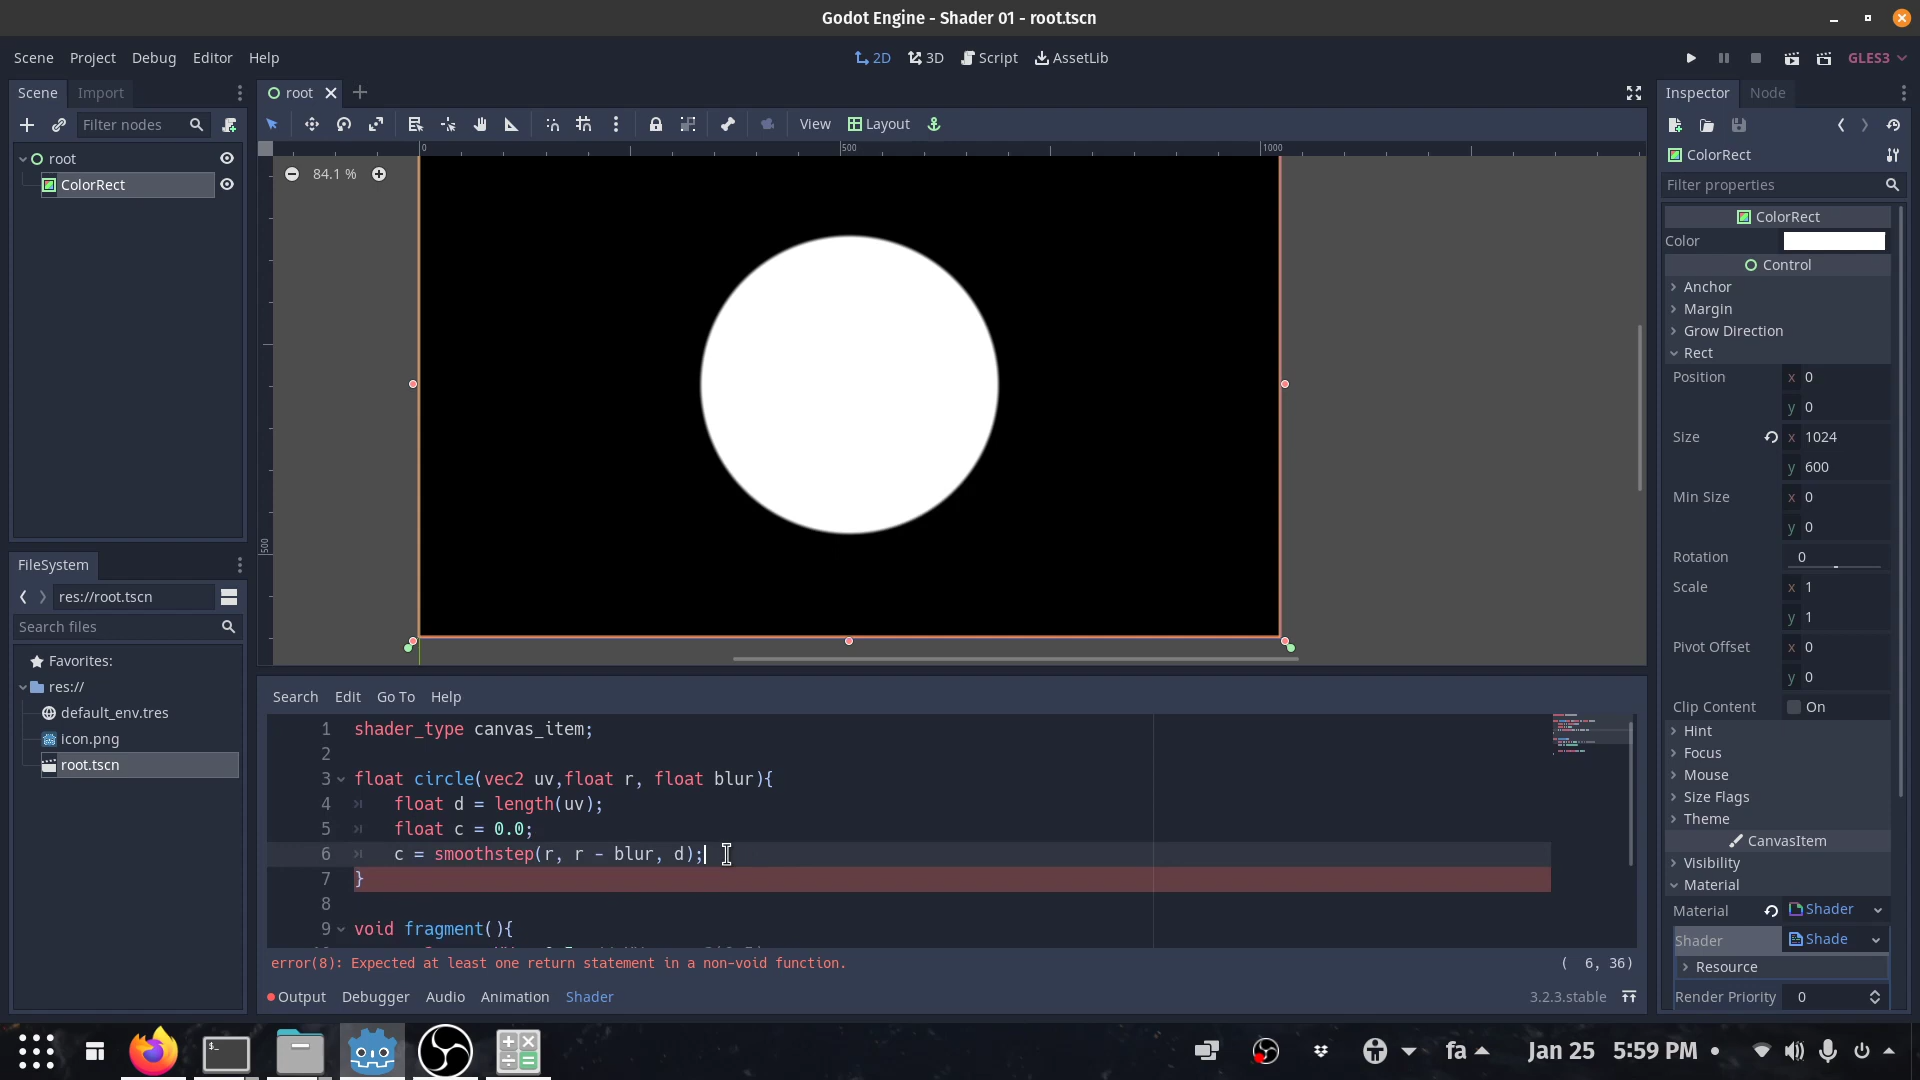 Godot Engine - Shader 01 - root.tscn
Scene Project Debug Editor Help
2D 3D Script AssetLib
GLES3
Scene Import
root
Inspector Node
Filter nodes
View Layout
root
ColorRect
84.1 %
0 500 1000
500
ColorRect
Filter properties
ColorRect
Color
Control
Anchor
Margin
Grow Direction
Rect
Position x 0
y 0
Size x 1024
y 600
Min Size x 0
y 0
Rotation 0
Scale x 1
y 1
Pivot Offset x 0
y 0
Clip Content On
Hint
Focus
Mouse
Size Flags
Theme
CanvasItem
Visibility
Material
Material Shader
Shader Shade
Resource
Render Priority 0
FileSystem
res://root.tscn
Search files
Favorites:
res://
default_env.tres
icon.png
root.tscn
Search Edit Go To Help
1 shader_type canvas_item;
2
3 float circle(vec2 uv,float r, float blur){
4 float d = length(uv);
5 float c = 0.0;
6 c = smoothstep(r, r - blur, d);
7 }
8
9 void fragment(){
error(8): Expected at least one return statement in a non-void function.
( 6, 36)
Output Debugger Audio Animation Shader
3.2.3.stable
fa
Jan 25 5:59 PM